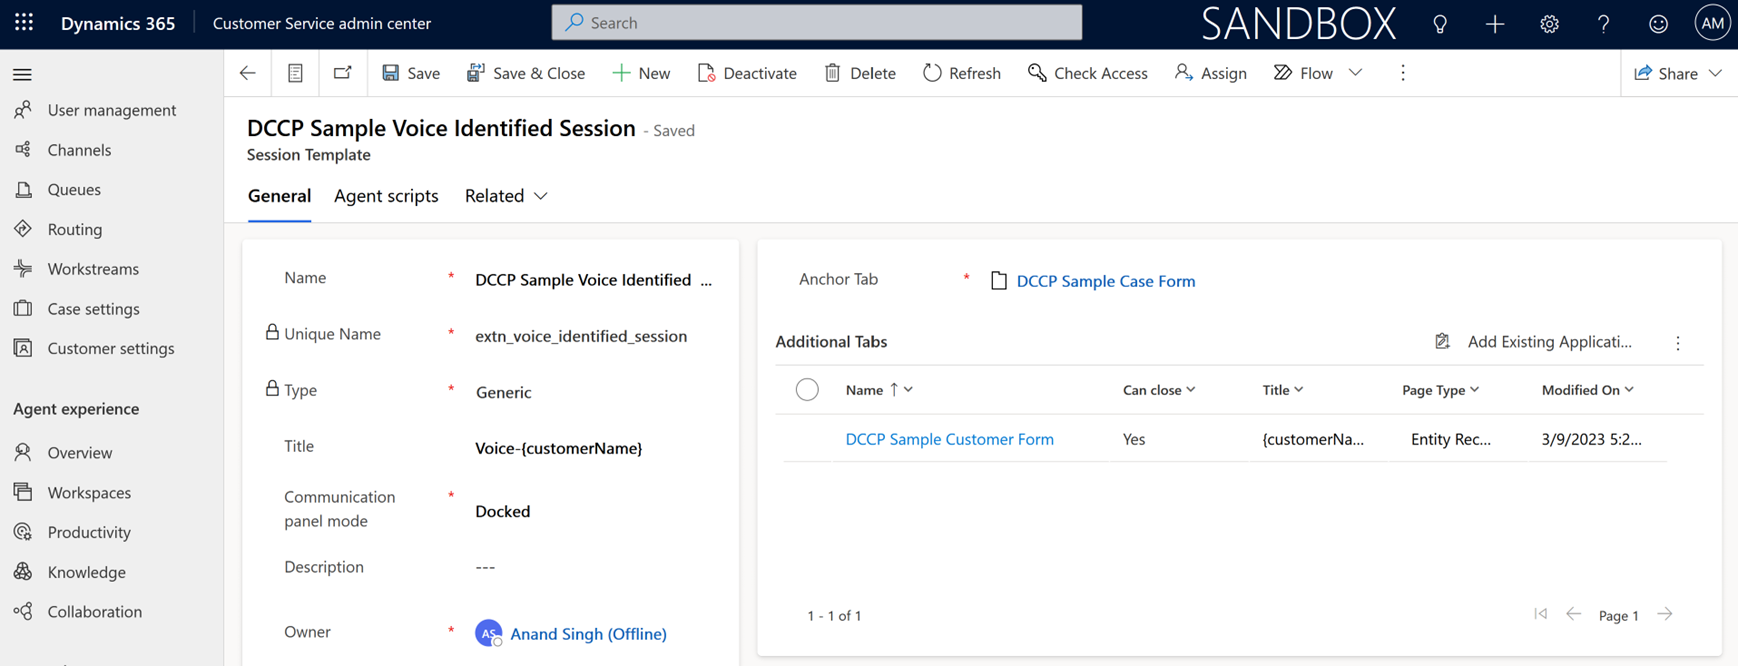 Dynamics 365 Customer Service admin center Search SANDBOX AM
Save Save & Close New Deactivate Delete Refresh Check Access Assign Flow Share
User management
Channels
Queues
Routing
Workstreams
Case settings
Customer settings
Agent experience
Overview
Workspaces
Productivity
Knowledge
Collaboration
DCCP Sample Voice Identified Session - Saved
Session Template
General Agent scripts Related
Name * DCCP Sample Voice Identified ...
Unique Name * extn_voice_identified_session
Type * Generic
Title Voice-{customerName}
Communication panel mode * Docked
Description ---
Owner * AS Anand Singh (Offline)
Anchor Tab * DCCP Sample Case Form
Additional Tabs Add Existing Applicati...
Name ↑ Can close Title Page Type Modified On
DCCP Sample Customer Form Yes {customerNa... Entity Rec... 3/9/2023 5:2...
1 - 1 of 1 Page 1